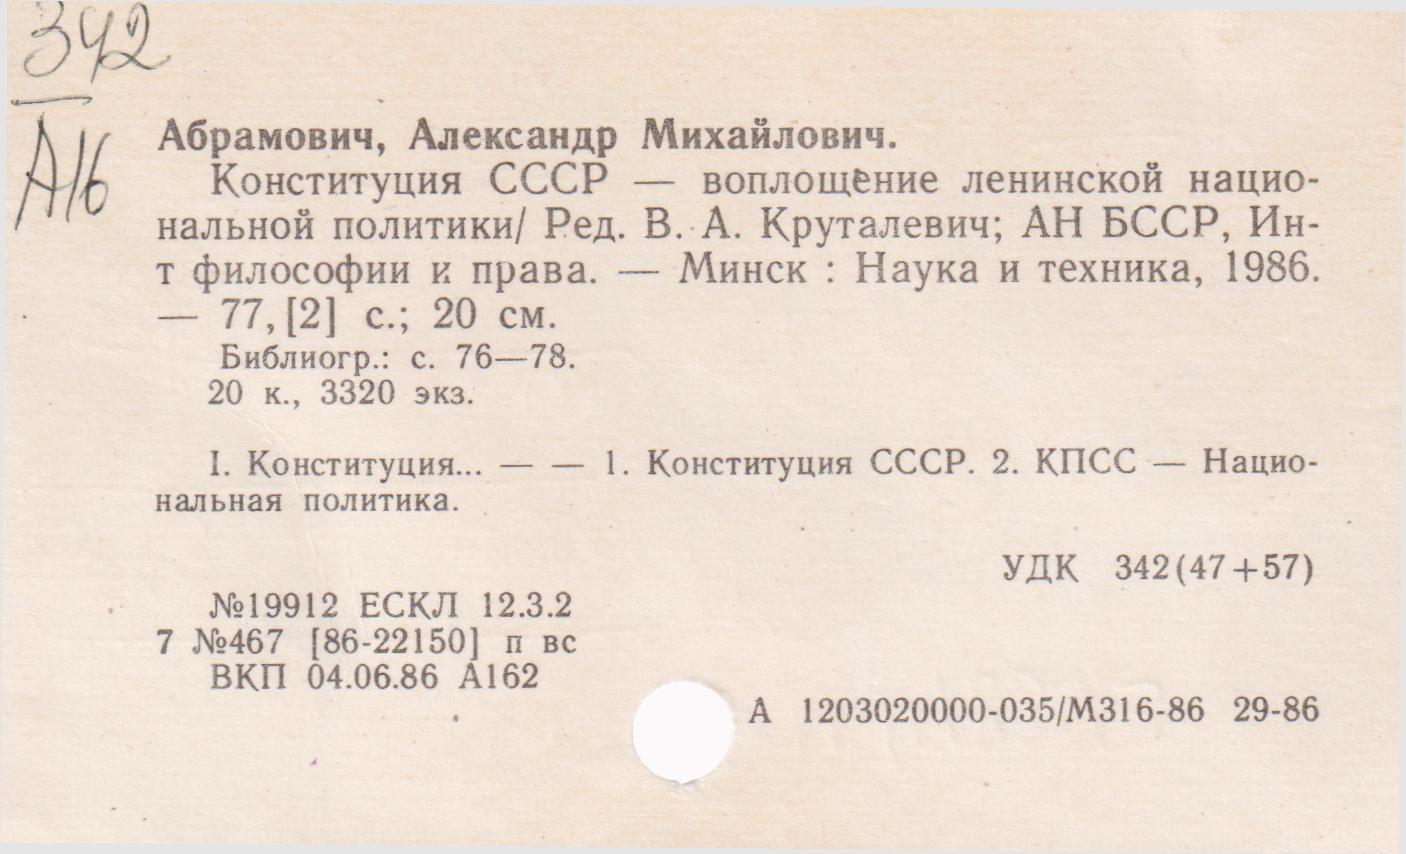 342
А16
Абрамович, Александр Михайлович.
Конституция СССР — воплощение ленинской нацио-
нальной политики/ Ред. В. А. Круталевич; АН БССР, Ин-
т философии и права. — Минск : Наука и техника, 1986.
— 77, [2] с.; 20 см.
Библиогр.: с. 76—78.
20 к., 3320 экз.
I. Конституция... — — 1. Конституция СССР. 2. КПСС — Нацио-
нальная политика.
УДК 342(47+57)
№19912 ЕСКЛ 12.3.2
7 №467 [86-22150] п вс
ВКП 04.06.86 А162
А 1203020000-035/М316-86 29-86